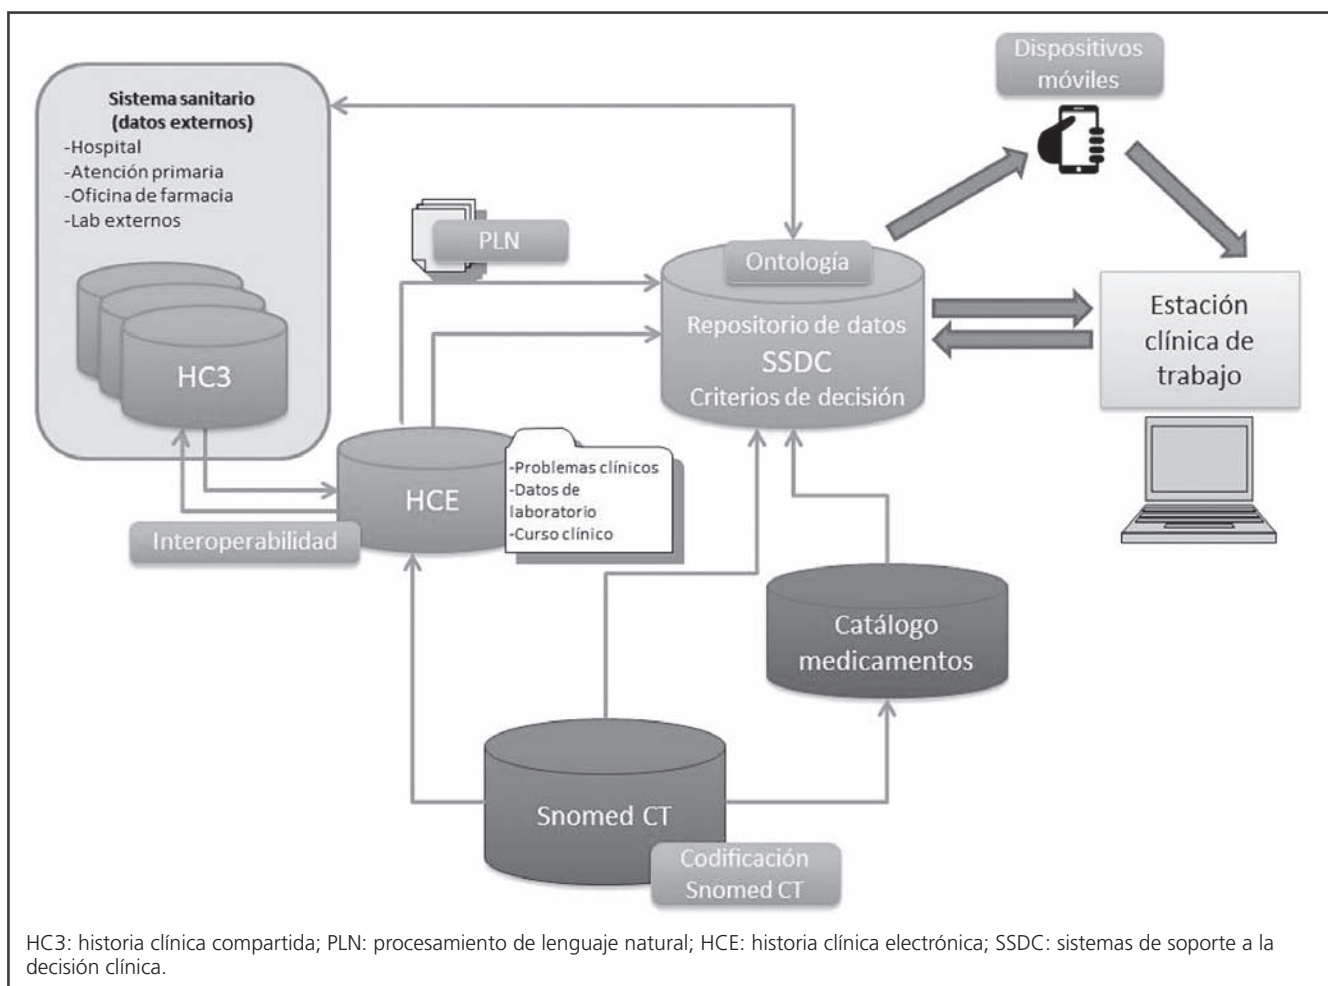 Dispositivos
móviles
Sistema sanitario
(datos externos)
-Hospital
-Atención primaria
-Oficina de farmacia
-Lab externos
HC3
PLN
Ontología
Repositorio de datos
SSDC
Criterios de decisión
Estación
clínica de
trabajo
HCE
-Problemas clínicos
-Datos de
laboratorio
-Curso clínico
Interoperabilidad
Catálogo
medicamentos
Snomed CT
Codificación
Snomed CT
HC3: historia clínica compartida; PLN: procesamiento de lenguaje natural; HCE: historia clínica electrónica; SSDC: sistemas de soporte a la
decisión clínica.